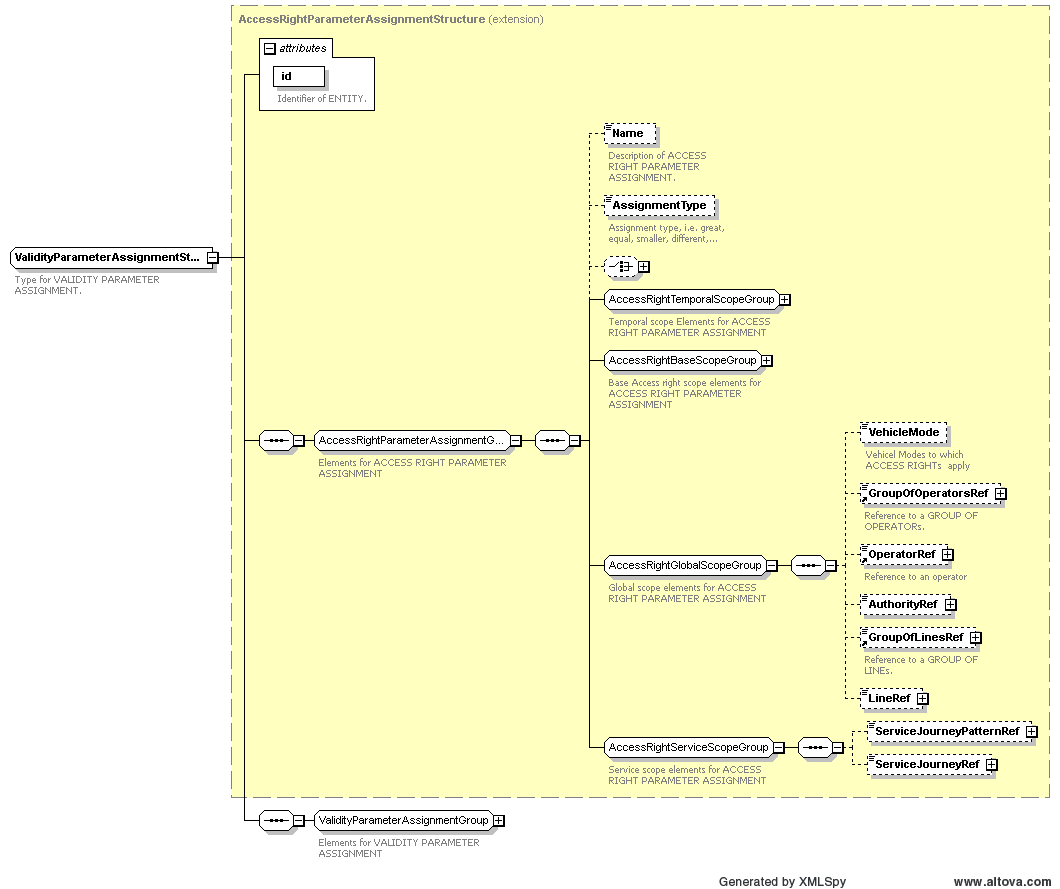 AccessRightParameterAssignmentStructure (extension)
attributes
id
Identifier of ENTITY.
Name
Description of ACCESS
RIGHT PARAMETER
ASSIGNMENT.
AssignmentType
Assignment type, i.e. great,
equal, smaller, different,...
ValidityParameterAssignmentSt...
Type for VALIDITY PARAMETER
ASSIGNMENT.
AccessRightTemporalScopeGroup
Temporal scope Elements for ACCESS
RIGHT PARAMETER ASSIGNMENT
AccessRightBaseScopeGroup
Base Access right scope elements for
ACCESS RIGHT PARAMETER
ASSIGNMENT
AccessRightParameterAssignmentG...
Elements for ACCESS RIGHT PARAMETER
ASSIGNMENT
VehicleMode
Vehicel Modes to which
ACCESS RIGHTs apply
GroupOfOperatorsRef
Reference to a GROUP OF
OPERATORs.
OperatorRef
Reference to an operator
AccessRightGlobalScopeGroup
Global scope elements for ACCESS
RIGHT PARAMETER ASSIGNMENT
AuthorityRef
GroupOfLinesRef
Reference to a GROUP OF
LINEs.
LineRef
ServiceJourneyPatternRef
AccessRightServiceScopeGroup
Service scope elements for ACCESS
RIGHT PARAMETER ASSIGNMENT
ServiceJourneyRef
ValidityParameterAssignmentGroup
Elements for VALIDITY PARAMETER
ASSIGNMENT
Generated by XMLSpy
www.altova.com